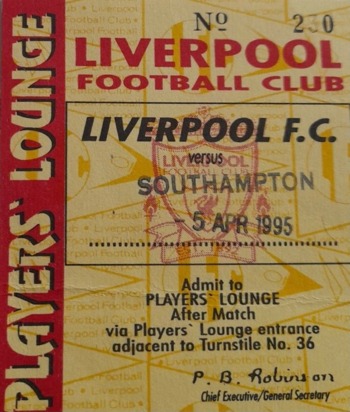 PLAYERS` LOUNGE
Nº 230
LIVERPOOL
FOOTBALL CLUB
LIVERPOOL F.C.
versus
LIVERPOOL
SOUTHAMPTON
- 5 APR 1995
Admit to
PLAYERS` LOUNGE
After Match
via Players` Lounge entrance
adjacent to Turnstile No. 36
P. B. Robinson
Chief Executive/General Secretary